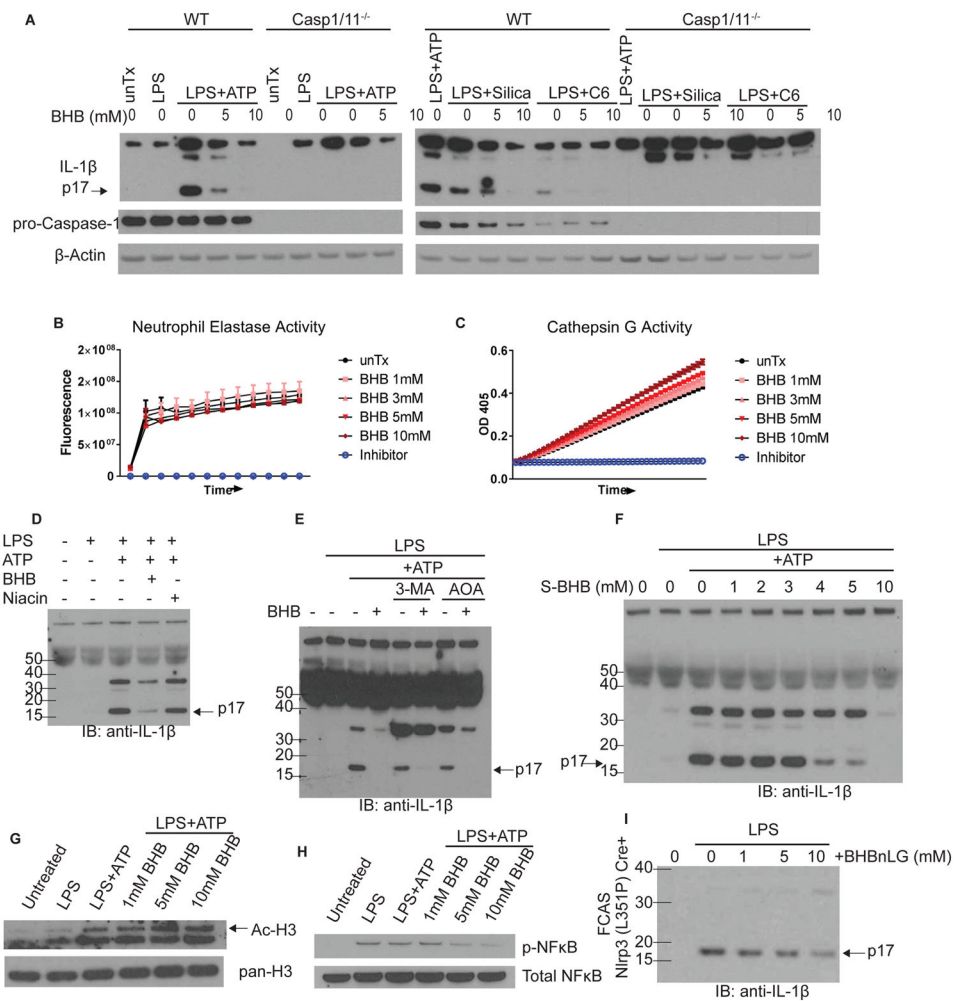 A
WT Casp1/11-/- WT Casp1/11-/-
unTx LPS LPS+ATP unTx LPS LPS+ATP LPS+ATP LPS+Silica LPS+C6 LPS+ATP LPS+Silica LPS+C6
BHB (mM) 0 0 0 5 10 0 0 0 5 10 0 0 5 10 0 5 10 0 0 5 10 0 5 10
IL-1β
p17
pro-Caspase-1
β-Actin
B
Neutrophil Elastase Activity
Fluorescence
2×10^08
2×10^08
1×10^08
5×10^07
0
Time
unTx
BHB 1mM
BHB 3mM
BHB 5mM
BHB 10mM
Inhibitor
C
Cathepsin G Activity
OD 405
0.6
0.4
0.2
0.0
Time
unTx
BHB 1mM
BHB 3mM
BHB 5mM
BHB 10mM
Inhibitor
D
LPS - + + + +
ATP - - + + +
BHB - - - + -
Niacin - - - - +
50
40
30
20
15
p17
IB: anti-IL-1β
E
LPS
+ATP
3-MA AOA
BHB - - - + - + - +
50
30
20
15
p17
IB: anti-IL-1β
F
LPS
+ATP
S-BHB (mM) 0 0 0 1 2 3 4 5 10
50
40
30
20
15
p17
IB: anti-IL-1β
G
LPS+ATP
Untreated LPS LPS+ATP 1mM BHB 5mM BHB 10mM BHB
Ac-H3
pan-H3
H
LPS+ATP
Untreated LPS LPS+ATP 1mM BHB 5mM BHB 10mM BHB
p-NFκB
Total NFκB
I
LPS
0 0 1 5 10 +BHBnLG (mM)
FCAS
Nlrp3 (L351P) Cre+
40
30
20
15
p17
IB: anti-IL-1β